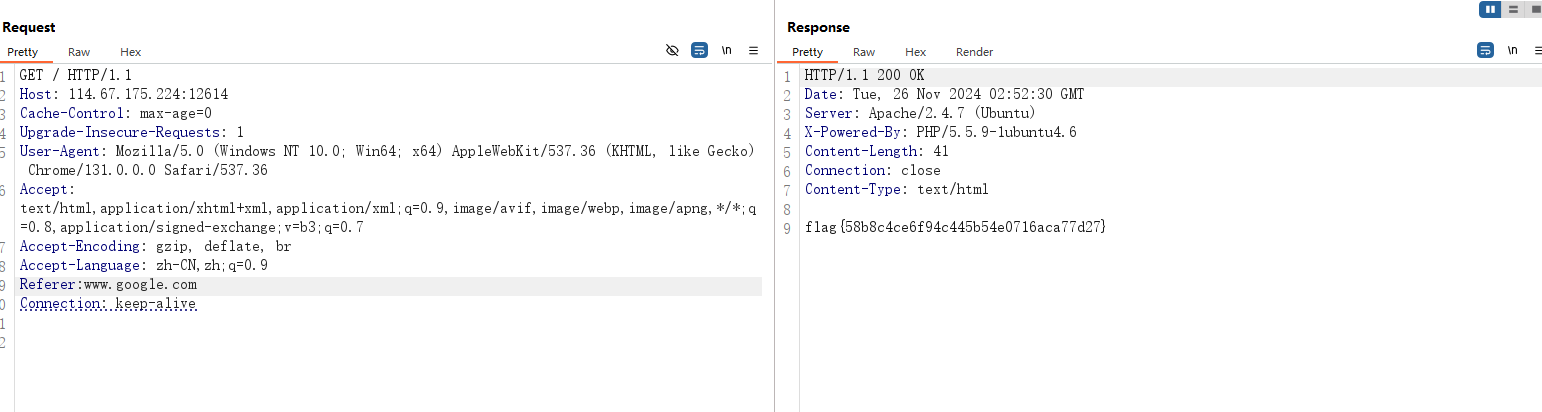 Request
Pretty Raw Hex \n
1 GET / HTTP/1.1
2 Host: 114.67.175.224:12614
3 Cache-Control: max-age=0
4 Upgrade-Insecure-Requests: 1
5 User-Agent: Mozilla/5.0 (Windows NT 10.0; Win64; x64) AppleWebKit/537.36 (KHTML, like Gecko)
Chrome/131.0.0.0 Safari/537.36
6 Accept:
text/html,application/xhtml+xml,application/xml;q=0.9,image/avif,image/webp,image/apng,*/*;q
=0.8,application/signed-exchange;v=b3;q=0.7
7 Accept-Encoding: gzip, deflate, br
8 Accept-Language: zh-CN,zh;q=0.9
9 Referer:www.google.com
0 Connection: keep-alive
1
2
Response
Pretty Raw Hex Render \n
1 HTTP/1.1 200 OK
2 Date: Tue, 26 Nov 2024 02:52:30 GMT
3 Server: Apache/2.4.7 (Ubuntu)
4 X-Powered-By: PHP/5.5.9-1ubuntu4.6
5 Content-Length: 41
6 Connection: close
7 Content-Type: text/html
8
9 flag{58b8c4ce6f94c445b54e0716aca77d27}